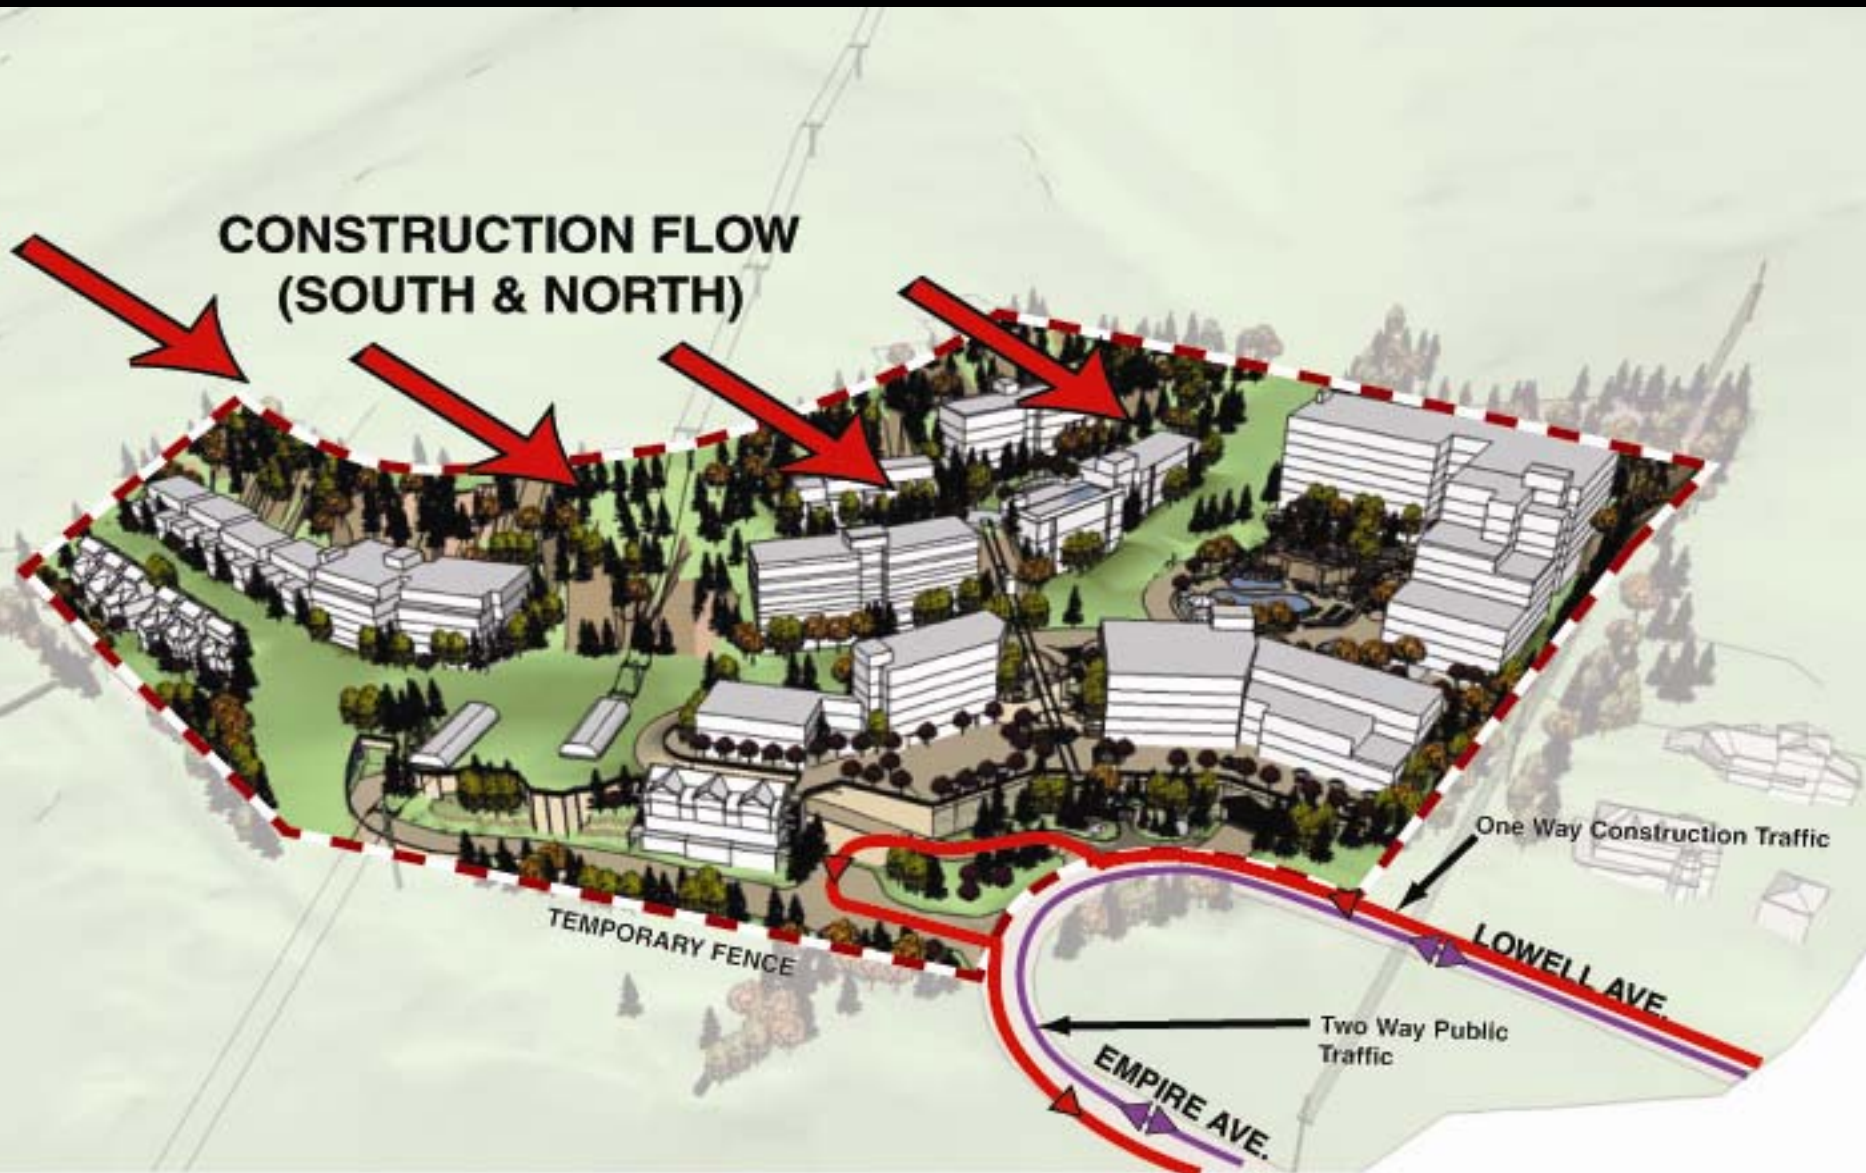 CONSTRUCTION FLOW
(SOUTH & NORTH)
One Way Construction Traffic
TEMPORARY FENCE
LOWELL AVE.
Two Way Public
Traffic
EMPIRE AVE.